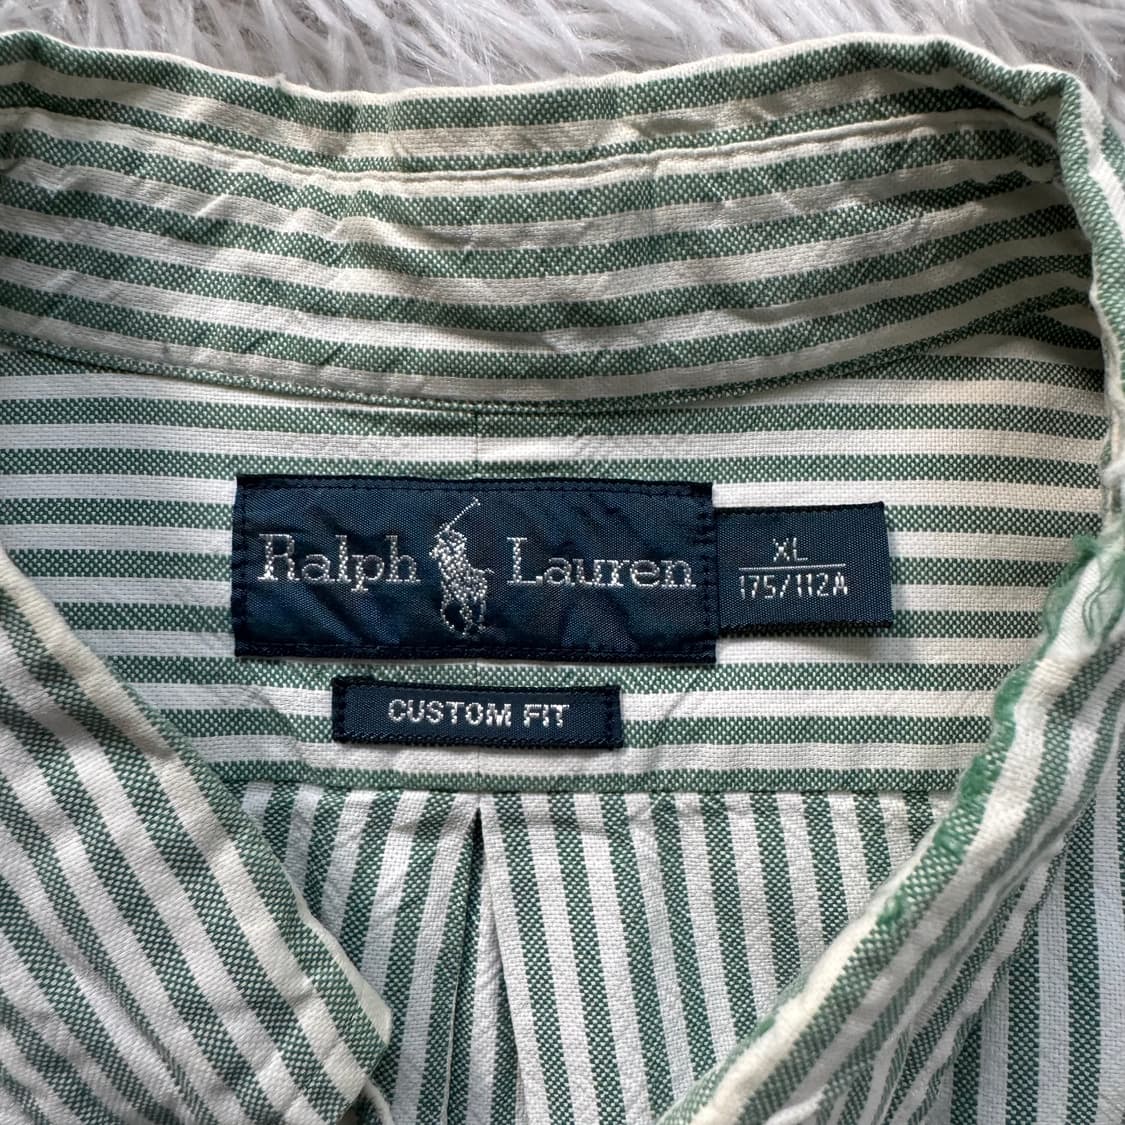 Ralph Lauren
XL
175/112A
CUSTOM FIT